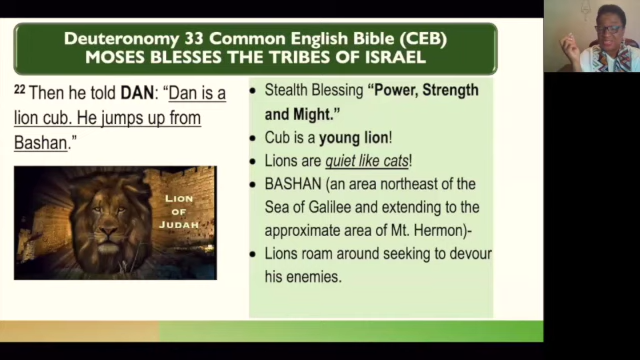 Deuteronomy 33 Common English Bible (CEB)
MOSES BLESSES THE TRIBES OF ISRAEL
22 Then he told DAN: “Dan is a
lion cub. He jumps up from
Bashan.”
LION
OF
JUDAH
• Stealth Blessing “Power, Strength
and Might.”
• Cub is a young lion!
• Lions are quiet like cats!
• BASHAN (an area northeast of the
Sea of Galilee and extending to the
approximate area of Mt. Hermon)-
• Lions roam around seeking to devour
his enemies.